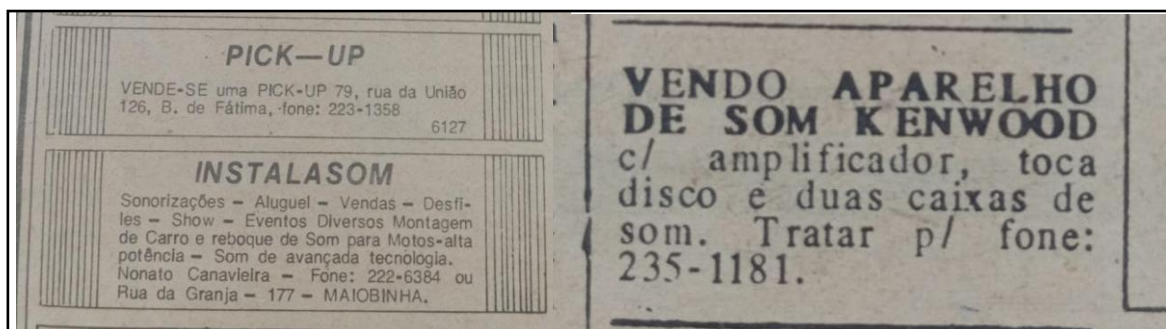 PICK—UP
VENDE-SE uma PICK-UP 79, rua da União
126, B. de Fátima, fone: 223-1358
6127
INSTALASOM
Sonorizações — Aluguel — Vendas — Desfi-
les — Show — Eventos Diversos Montagem
de Carro e reboque de Som para Motos-alta
potência — Som de avançada tecnologia.
Nonato Canavieira — Fone: 222-6384 ou
Rua da Granja — 177 — MAIOBINHA.
VENDO APARELHO
DE SOM KENWOOD
c/ amplificador, toca
disco e duas caixas de
som. Tratar p/ fone:
235-1181.